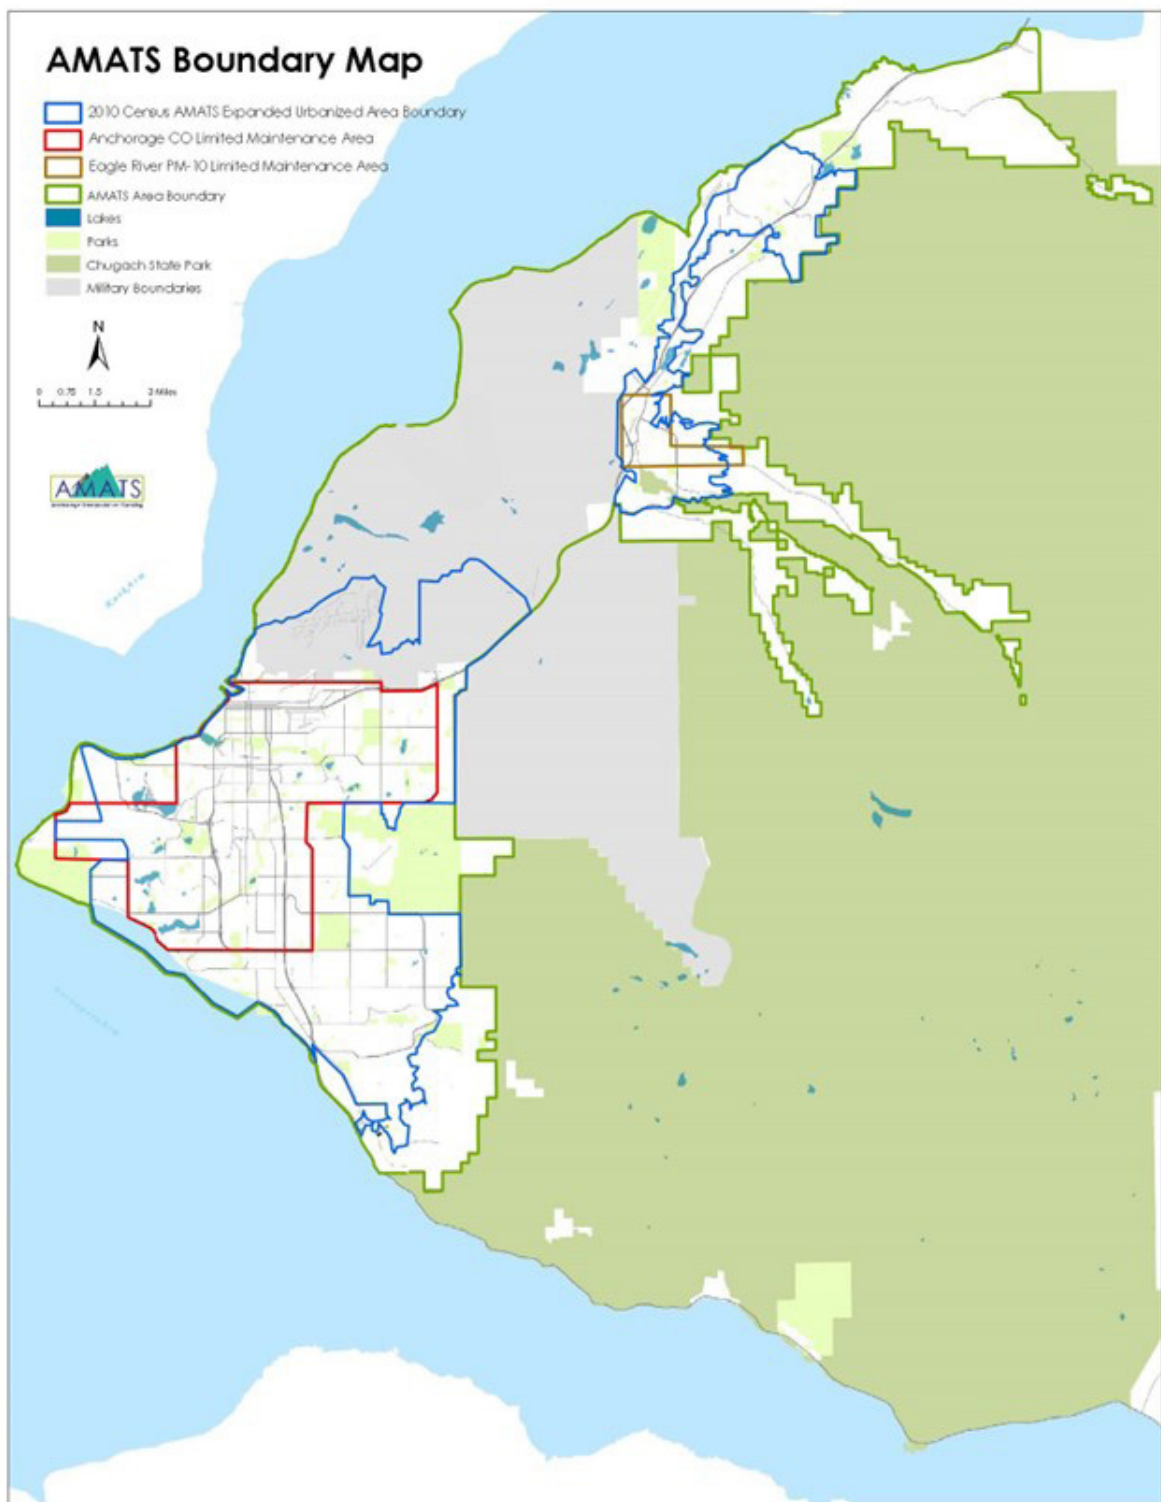 AMATS Boundary Map
2010 Census AMATS Expanded Urbanized Area Boundary
Anchorage CO Limited Maintenance Area
Eagle River PM-10 Limited Maintenance Area
AMATS Area Boundary
Lakes
Parks
Chugach State Park
Military Boundaries
N
0 0.75 1.5 3 Miles
AMATS